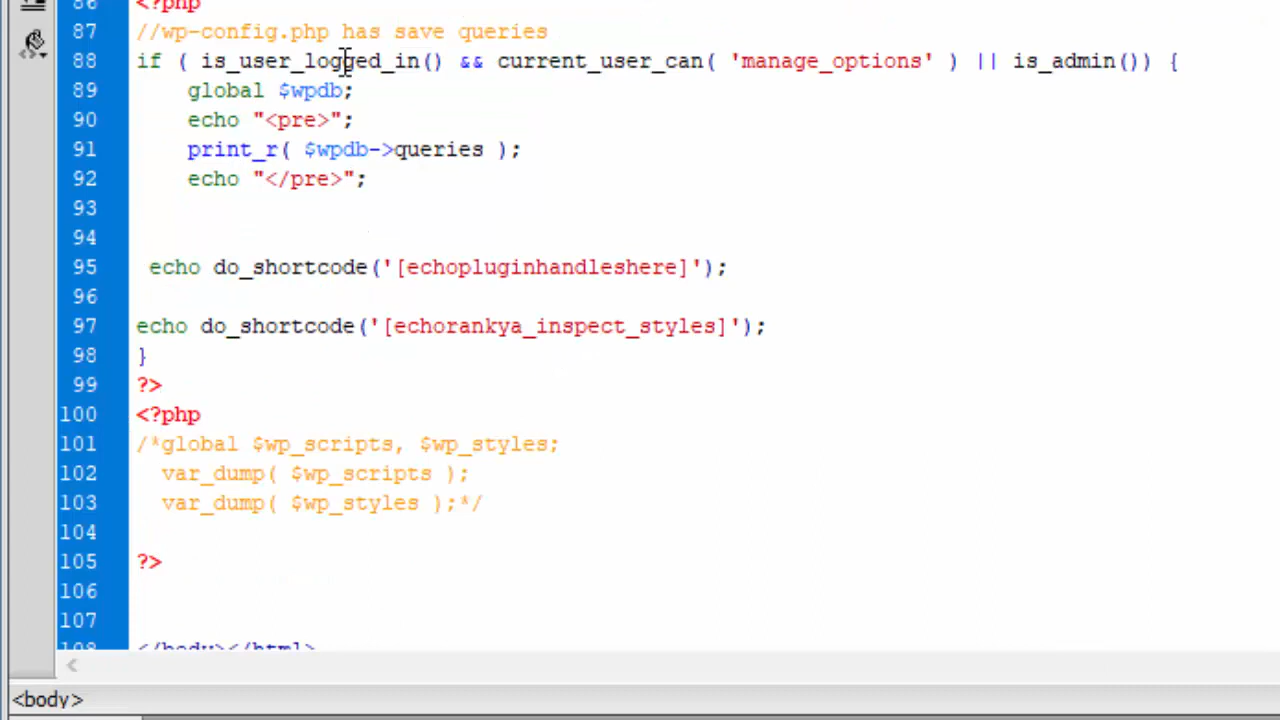 86 <?php
87 //wp-config.php has save queries
88 if ( is_user_logged_in() && current_user_can( 'manage_options' ) || is_admin()) {
89 global $wpdb;
90 echo "<pre>";
91 print_r( $wpdb->queries );
92 echo "</pre>";
93
94
95 echo do_shortcode('[echopluginhandleshere]');
96
97 echo do_shortcode('[echorankya_inspect_styles]');
98 }
99 ?>
100 <?php
101 /*global $wp_scripts, $wp_styles;
102 var_dump( $wp_scripts );
103 var_dump( $wp_styles );*/
104
105 ?>
106
107
108 </body></html>
<body>